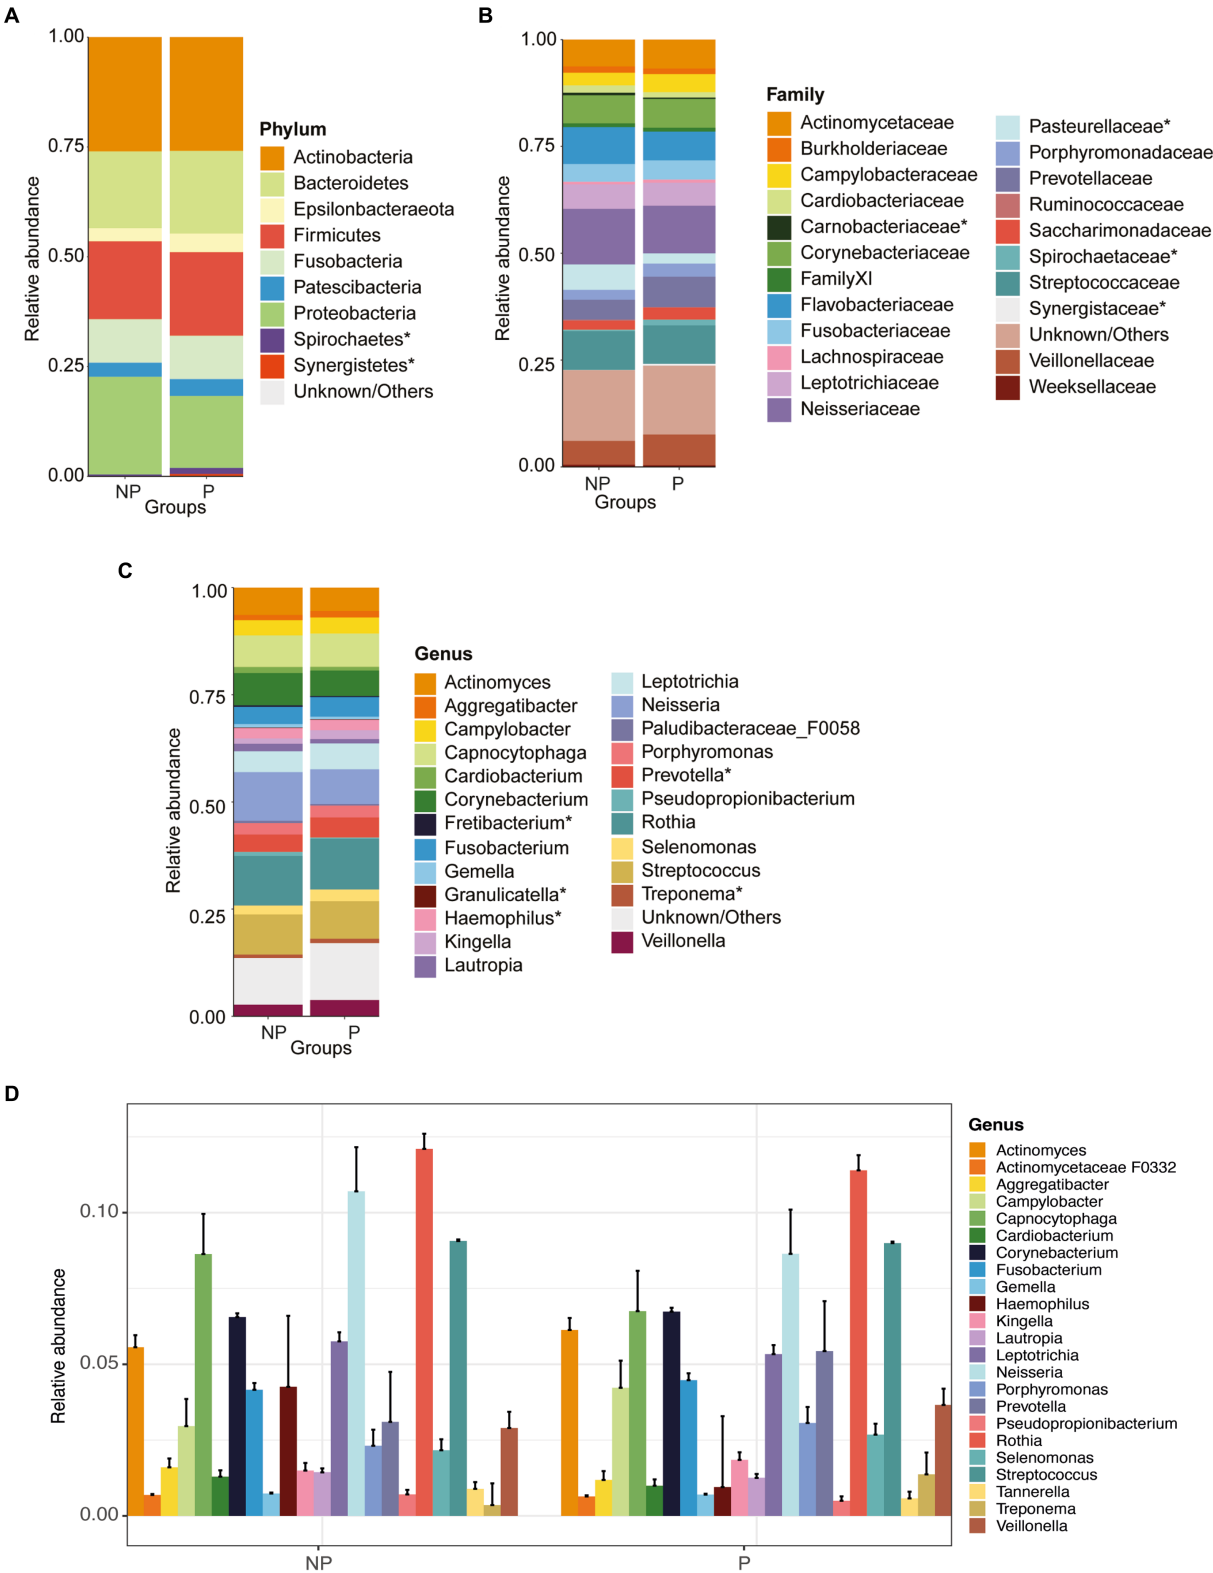 A
1.00
0.75
0.50
0.25
0.00
Relative abundance
NP
P
Groups
Phylum
Actinobacteria
Bacteroidetes
Epsilonbacteraeota
Firmicutes
Fusobacteria
Patescibacteria
Proteobacteria
Spirochaetes*
Synergistetes*
Unknown/Others
B
1.00
0.75
0.50
0.25
0.00
Relative abundance
NP
P
Groups
Family
Actinomycetaceae
Burkholderiaceae
Campylobacteraceae
Cardiobacteriaceae
Carnobacteriaceae*
Corynebacteriaceae
FamilyXI
Flavobacteriaceae
Fusobacteriaceae
Lachnospiraceae
Leptotrichiaceae
Neisseriaceae
Pasteurellaceae*
Porphyromonadaceae
Prevotellaceae
Ruminococcaceae
Saccharimonadaceae
Spirochaetaceae*
Streptococcaceae
Synergistaceae*
Unknown/Others
Veillonellaceae
Weeksellaceae
C
1.00
0.75
0.50
0.25
0.00
Relative abundance
NP
P
Groups
Genus
Actinomyces
Aggregatibacter
Campylobacter
Capnocytophaga
Cardiobacterium
Corynebacterium
Fretibacterium*
Fusobacterium
Gemella
Granulicatella*
Haemophilus*
Kingella
Lautropia
Leptotrichia
Neisseria
Paludibacteraceae_F0058
Porphyromonas
Prevotella*
Pseudopropionibacterium
Rothia
Selenomonas
Streptococcus
Treponema*
Unknown/Others
Veillonella
D
0.10
0.05
0.00
Relative abundance
NP
P
Genus
Actinomyces
Actinomycetaceae F0332
Aggregatibacter
Campylobacter
Capnocytophaga
Cardiobacterium
Corynebacterium
Fusobacterium
Gemella
Haemophilus
Kingella
Lautropia
Leptotrichia
Neisseria
Porphyromonas
Prevotella
Pseudopropionibacterium
Rothia
Selenomonas
Streptococcus
Tannerella
Treponema
Veillonella